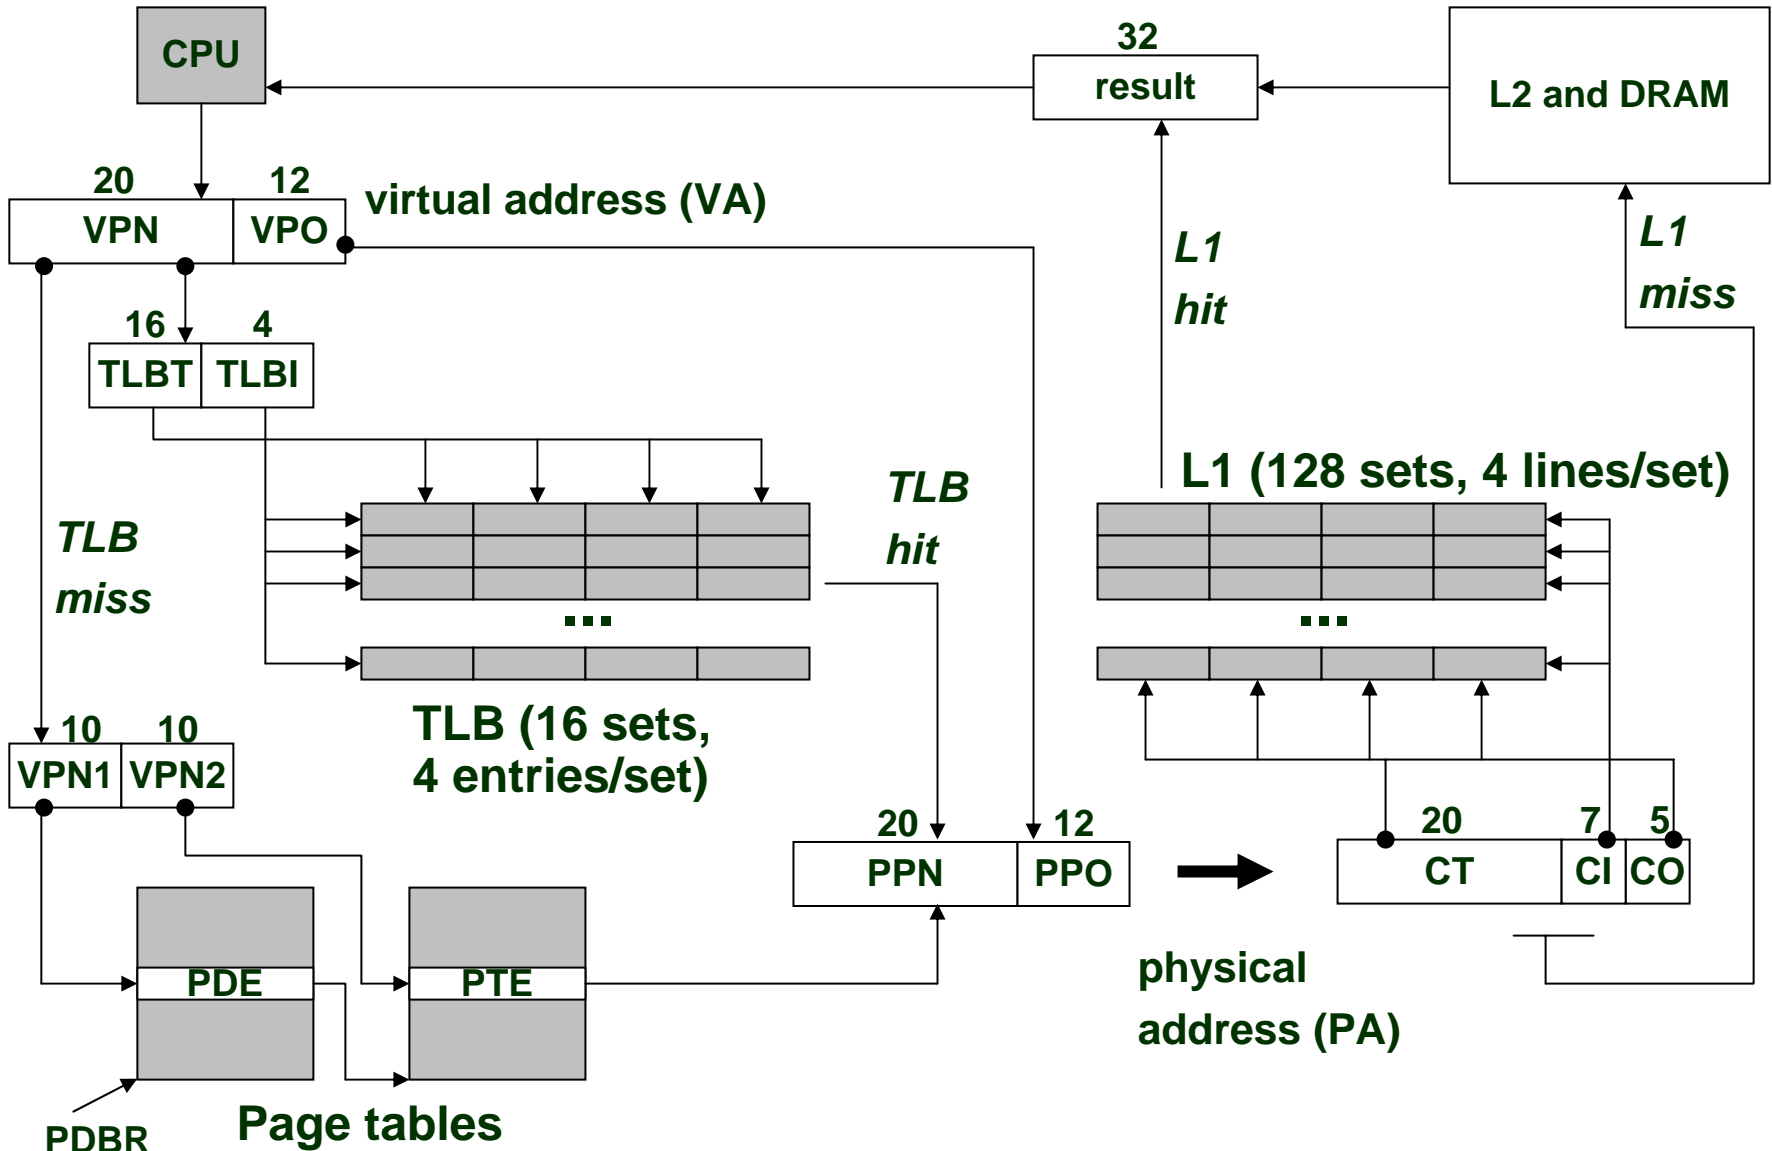 CPU
32
result
L2 and DRAM
20
12
VPN
VPO
virtual address (VA)
L1
hit
L1
miss
16
4
TLBT
TLBI
TLB
miss
TLB
hit
L1 (128 sets, 4 lines/set)
...
...
TLB (16 sets,
4 entries/set)
10
10
VPN1
VPN2
20
12
PPN
PPO
20
7
5
CT
CI
CO
PDE
PTE
physical
address (PA)
Page tables
PDBR